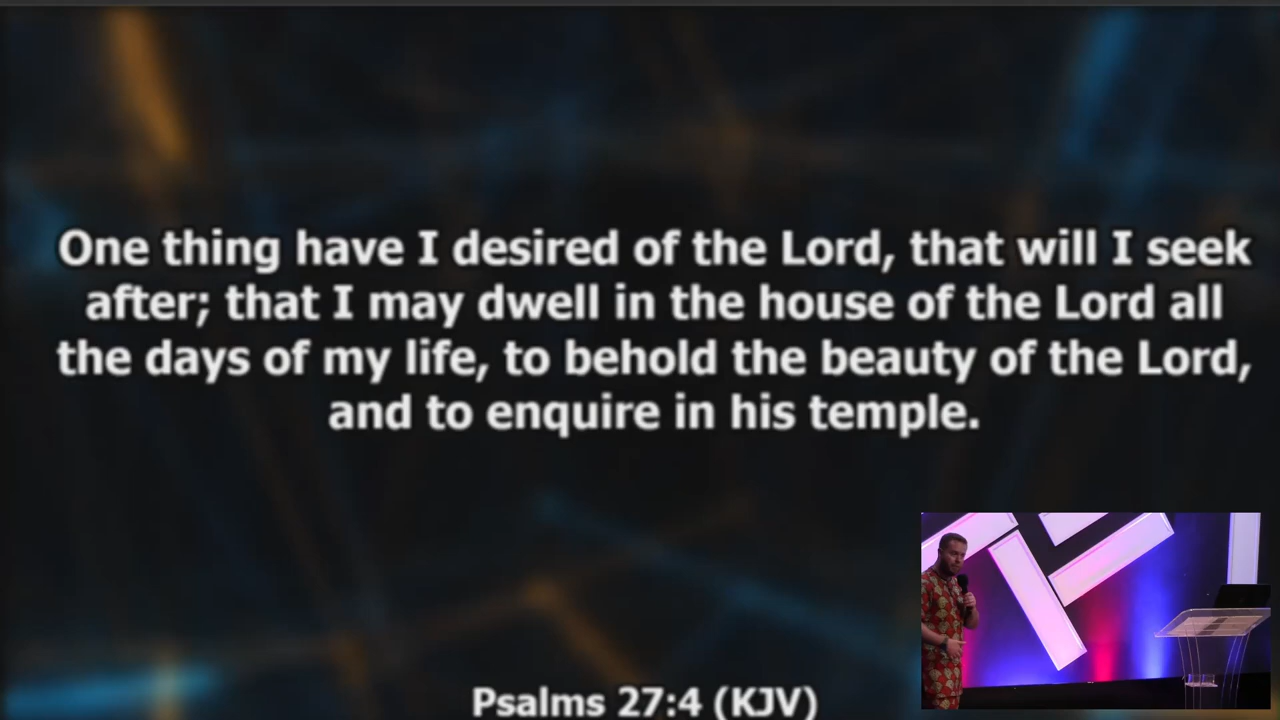 One thing have I desired of the Lord, that will I seek
after; that I may dwell in the house of the Lord all
the days of my life, to behold the beauty of the Lord,
and to enquire in his temple.
Psalms 27:4 (KJV)